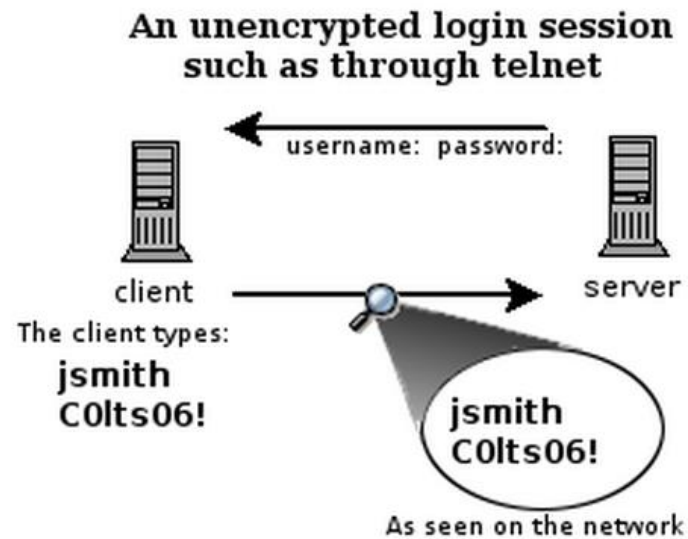 An unencrypted login session
such as through telnet
username: password:
client
server
The client types:
jsmith
C0lts06!
jsmith
C0lts06!
As seen on the network